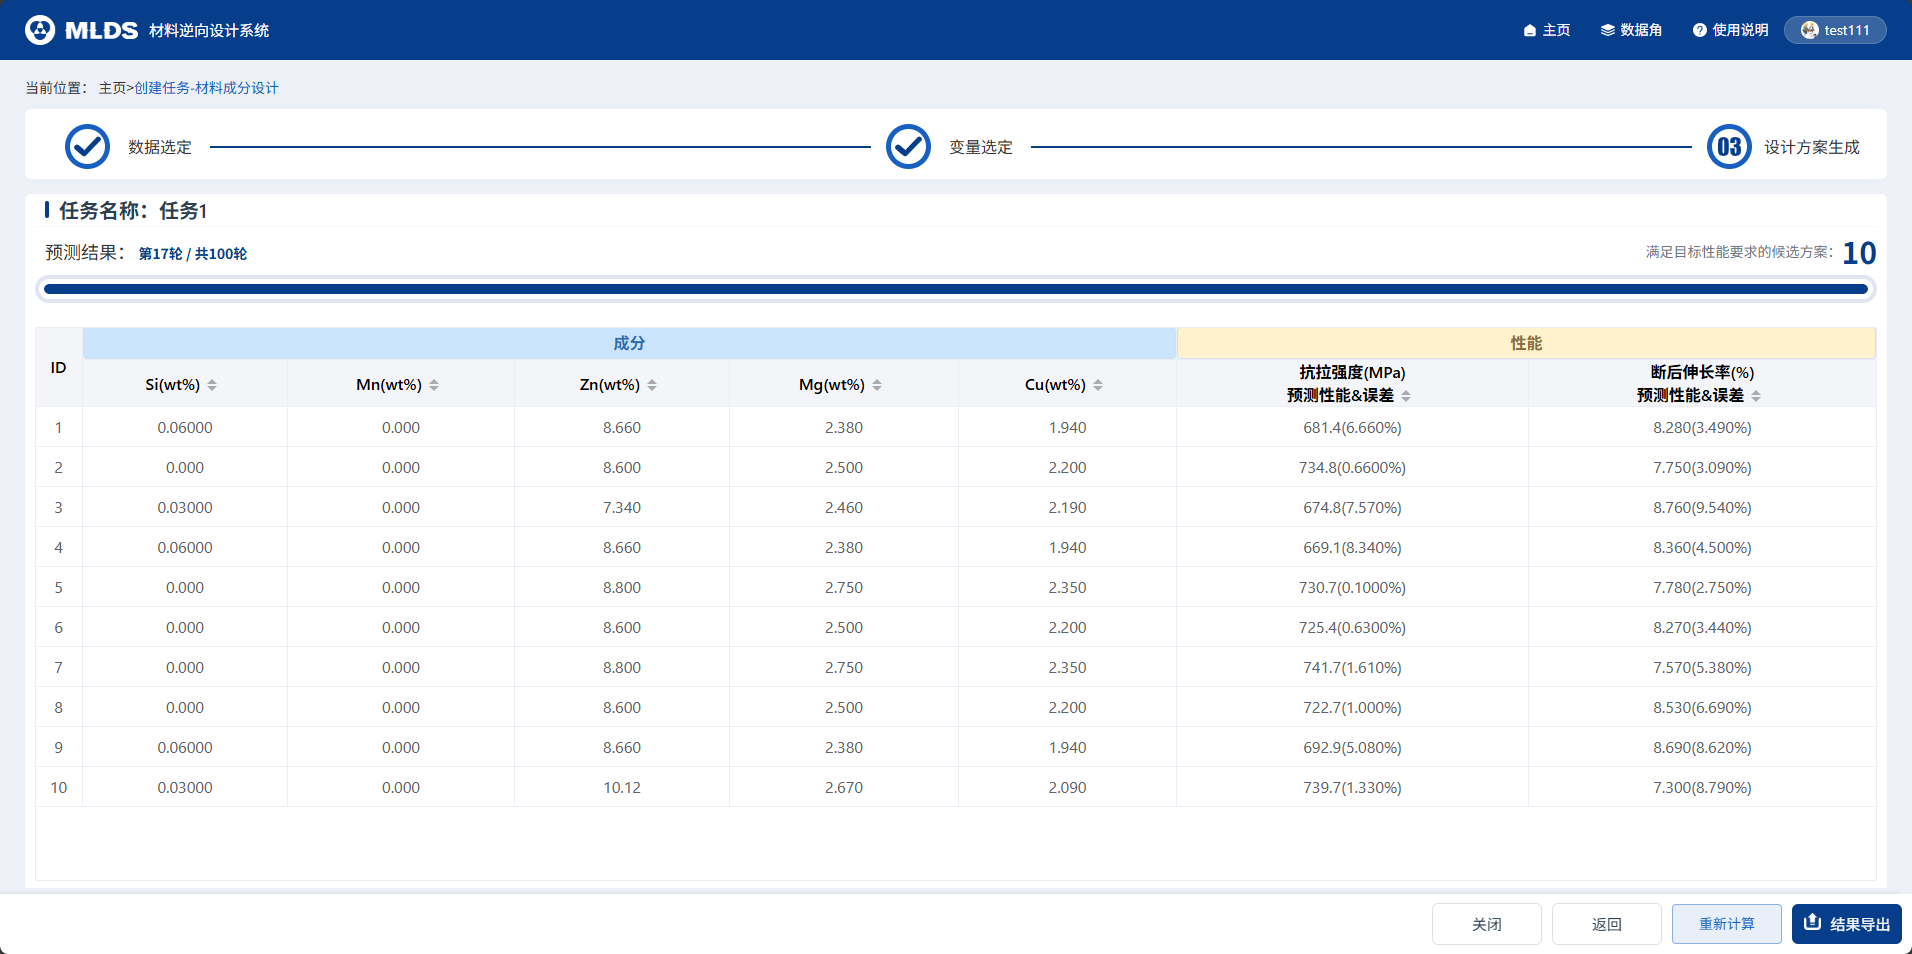 MLDS 材料逆向设计系统 主页 数据角 使用说明 test111
当前位置： 主页>创建任务-材料成分设计
数据选定 变量选定 03 设计方案生成
任务名称：任务1
预测结果： 第17轮 / 共100轮 满足目标性能要求的候选方案：10
ID 成分 性能
Si(wt%) Mn(wt%) Zn(wt%) Mg(wt%) Cu(wt%) 抗拉强度(MPa) 断后伸长率(%)
预测性能&误差 预测性能&误差
1 0.06000 0.000 8.660 2.380 1.940 681.4(6.660%) 8.280(3.490%)
2 0.000 0.000 8.600 2.500 2.200 734.8(0.6600%) 7.750(3.090%)
3 0.03000 0.000 7.340 2.460 2.190 674.8(7.570%) 8.760(9.540%)
4 0.06000 0.000 8.660 2.380 1.940 669.1(8.340%) 8.360(4.500%)
5 0.000 0.000 8.800 2.750 2.350 730.7(0.1000%) 7.780(2.750%)
6 0.000 0.000 8.600 2.500 2.200 725.4(0.6300%) 8.270(3.440%)
7 0.000 0.000 8.800 2.750 2.350 741.7(1.610%) 7.570(5.380%)
8 0.000 0.000 8.600 2.500 2.200 722.7(1.000%) 8.530(6.690%)
9 0.06000 0.000 8.660 2.380 1.940 692.9(5.080%) 8.690(8.620%)
10 0.03000 0.000 10.12 2.670 2.090 739.7(1.330%) 7.300(8.790%)
关闭 返回 重新计算 结果导出